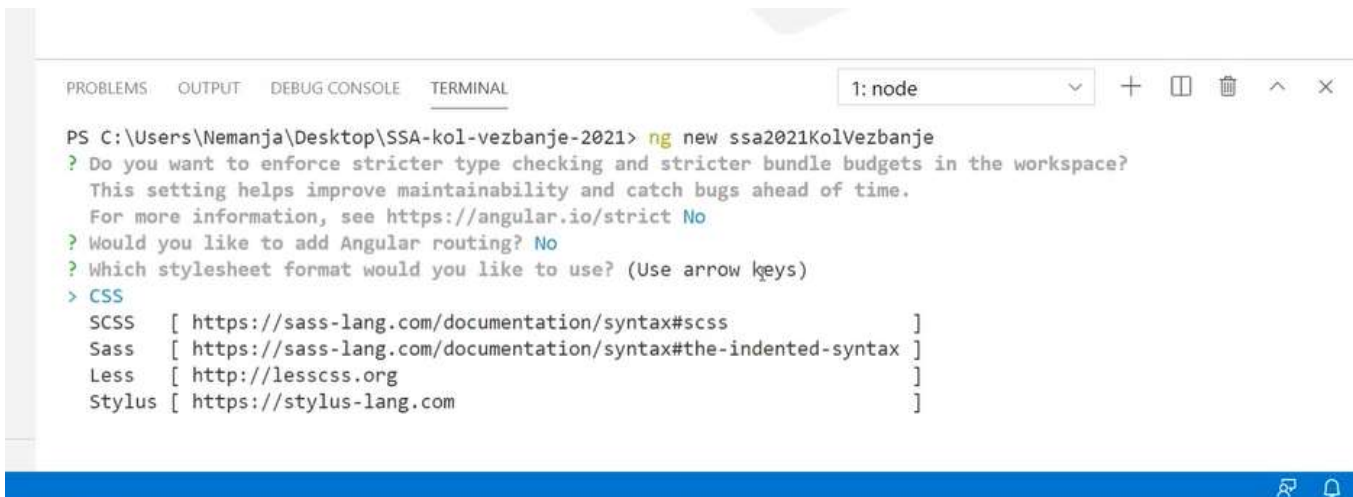 PROBLEMS OUTPUT DEBUG CONSOLE TERMINAL 1: node
PS C:\Users\Nemanja\Desktop\SSA-kol-vezbanje-2021> ng new ssa2021KolVezbanje
? Do you want to enforce stricter type checking and stricter bundle budgets in the workspace?
This setting helps improve maintainability and catch bugs ahead of time.
For more information, see https://angular.io/strict No
? Would you like to add Angular routing? No
? Which stylesheet format would you like to use? (Use arrow keys)
> CSS
SCSS [ https://sass-lang.com/documentation/syntax#scss ]
Sass [ https://sass-lang.com/documentation/syntax#the-indented-syntax ]
Less [ http://lesscss.org ]
Stylus [ https://stylus-lang.com ]